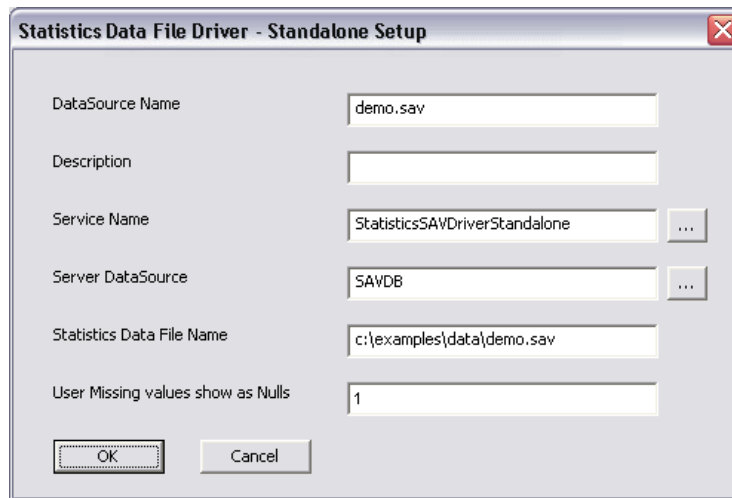 Statistics Data File Driver - Standalone Setup
DataSource Name
demo.sav
Description
Service Name
StatisticsSAVDriverStandalone
...
Server DataSource
SAVDB
...
Statistics Data File Name
c:\examples\data\demo.sav
User Missing values show as Nulls
1
OK
Cancel